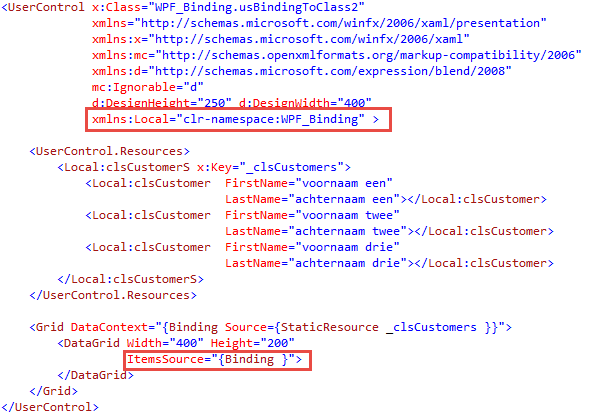 <UserControl x:Class="WPF_Binding.usBindingToClass2"
xmlns="http://schemas.microsoft.com/winfx/2006/xaml/presentation"
xmlns:x="http://schemas.microsoft.com/winfx/2006/xaml"
xmlns:mc="http://schemas.openxmlformats.org/markup-compatibility/2006"
xmlns:d="http://schemas.microsoft.com/expression/blend/2008"
mc:Ignorable="d"
d:DesignHeight="250" d:DesignWidth="400"
xmlns:Local="clr-namespace:WPF_Binding" >
<UserControl.Resources>
<Local:clsCustomerS x:Key="_clsCustomers">
<Local:clsCustomer FirstName="voornaam een"
LastName="achternaam een"></Local:clsCustomer>
<Local:clsCustomer FirstName="voornaam twee"
LastName="achternaam twee"></Local:clsCustomer>
<Local:clsCustomer FirstName="voornaam drie"
LastName="achternaam drie"></Local:clsCustomer>
</Local:clsCustomerS>
</UserControl.Resources>
<Grid DataContext="{Binding Source={StaticResource _clsCustomers }}">
<DataGrid Width="400" Height="200"
ItemsSource="{Binding }">
</DataGrid>
</Grid>
</UserControl>